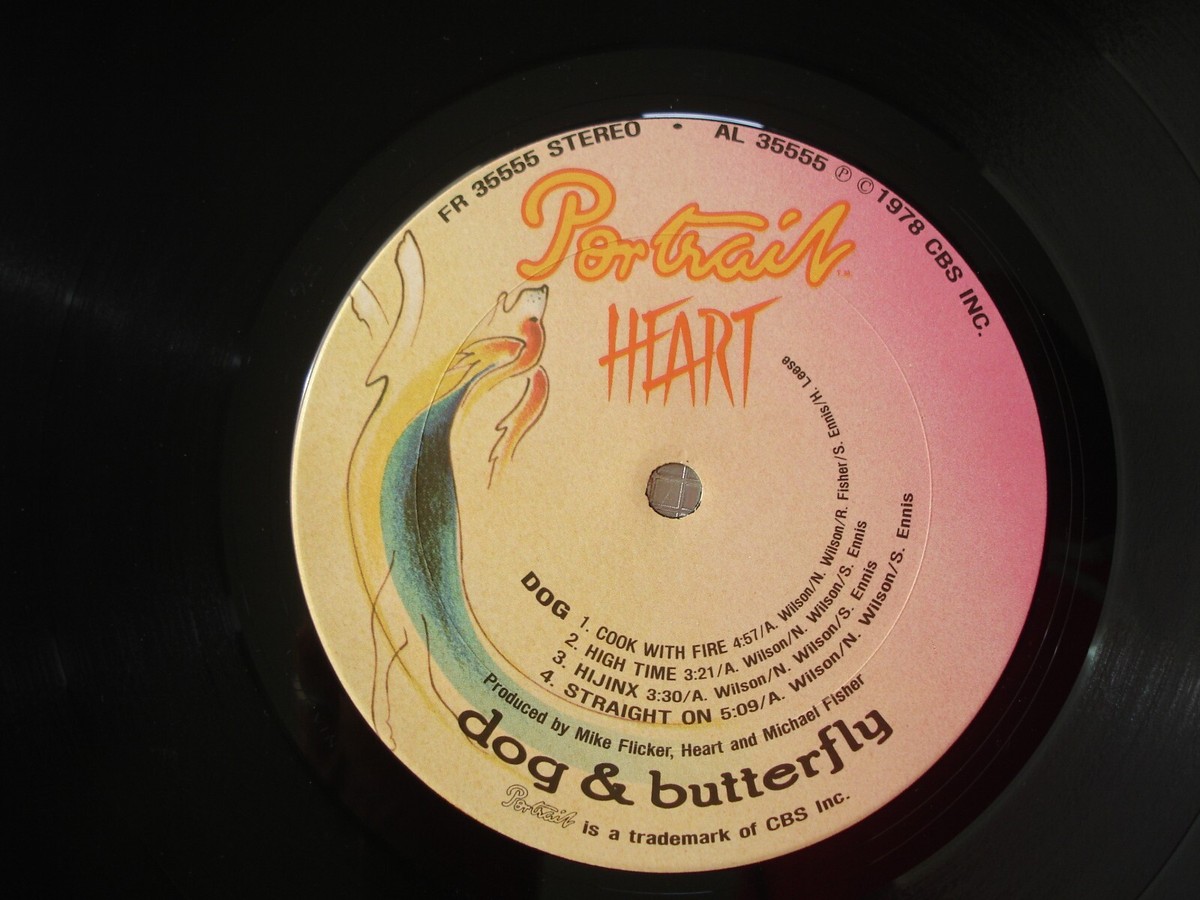 FR 35555 STEREO • AL 35555 ℗ © 1978 CBS INC.
Portrait T.M.
HEART
DOG 1. COOK WITH FIRE 4:57/A. Wilson/N. Wilson/R. Fisher/S. Ennis/H. Leese
2. HIGH TIME 3:21/A. Wilson/N. Wilson/S. Ennis
3. HIJINX 3:30/A. Wilson/N. Wilson/S. Ennis
4. STRAIGHT ON 5:09/A. Wilson/N. Wilson/S. Ennis
Produced by Mike Flicker, Heart and Michael Fisher
dog & butterfly
Portrait is a trademark of CBS Inc.